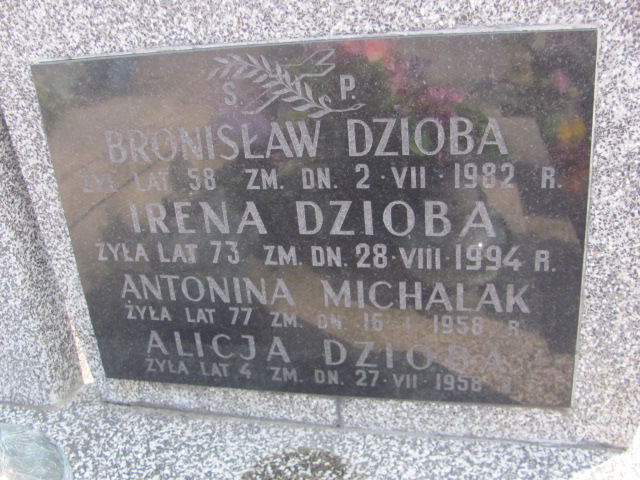 Ś. P.
BRONISŁAW DZIOBA
ŻYŁ LAT 58 ZM. DN. 2·VII·1982 R.
IRENA DZIOBA
ŻYŁA LAT 73 ZM. DN. 28·VIII·1994 R.
ANTONINA MICHALAK
ŻYŁA LAT 77 ZM. DN. 16·I·1958 R.
ALICJA DZIOBA
ŻYŁA LAT 4 ZM. DN. 27·VII·1958 R.